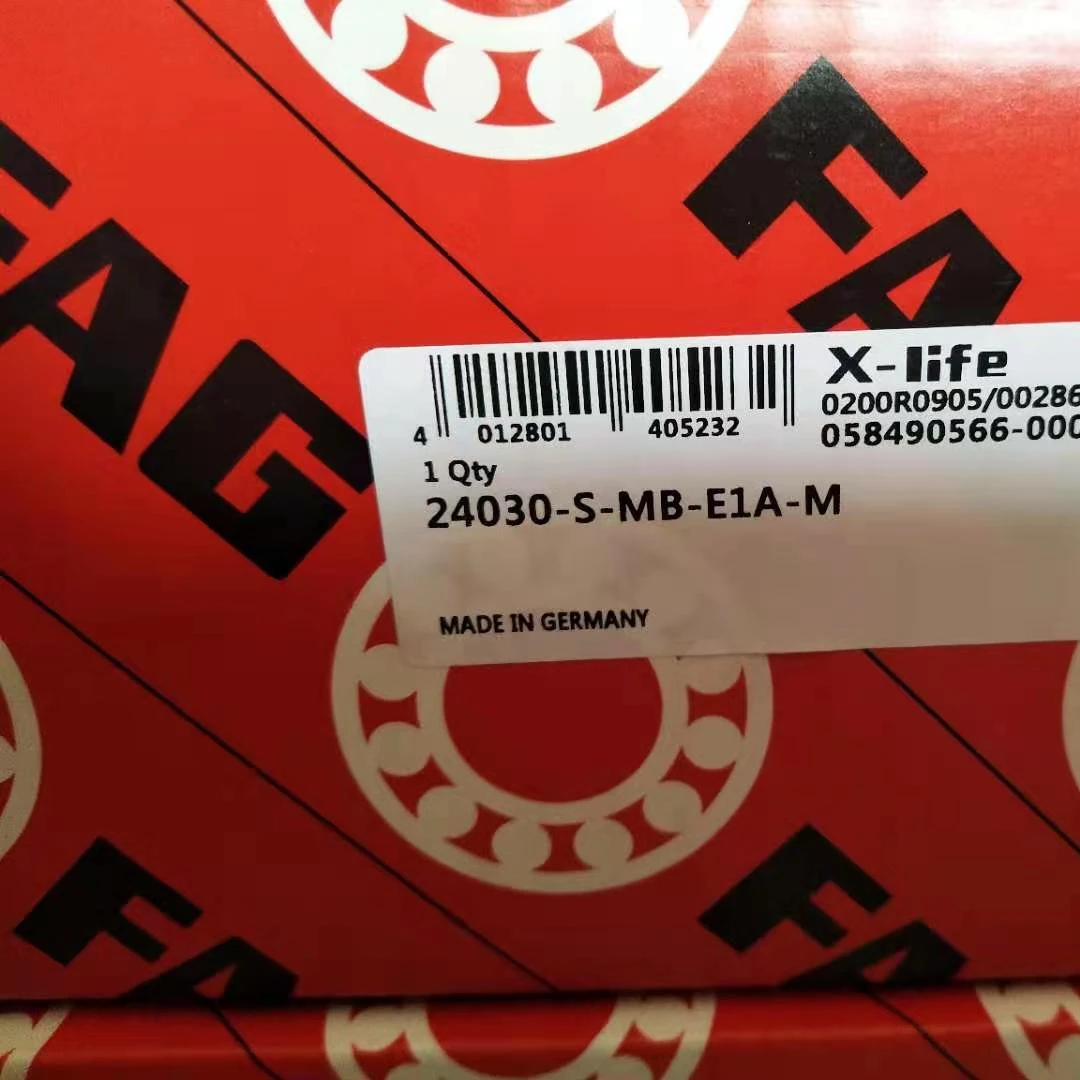 FAG
FA
X-life
0200R0905/00286
4 012801 405232
058490566-000
1 Qty
24030-S-MB-E1A-M
MADE IN GERMANY
FA
FA